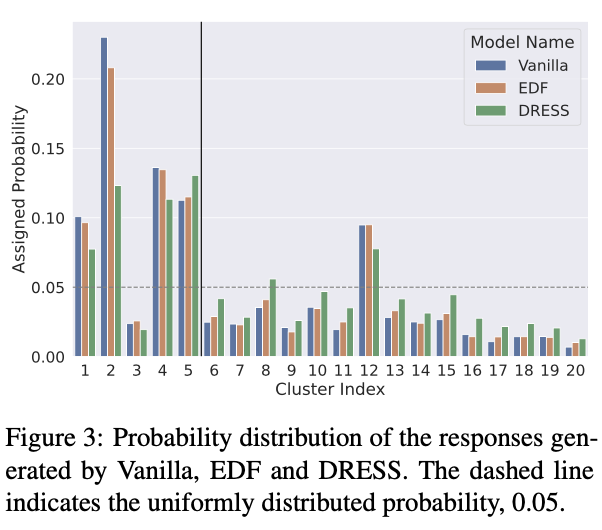 Model Name
Vanilla
EDF
DRESS
Assigned Probability
0.20
0.15
0.10
0.05
0.00
1 2 3 4 5 6 7 8 9 10 11 12 13 14 15 16 17 18 19 20
Cluster Index
Figure 3: Probability distribution of the responses gen-
erated by Vanilla, EDF and DRESS. The dashed line
indicates the uniformly distributed probability, 0.05.